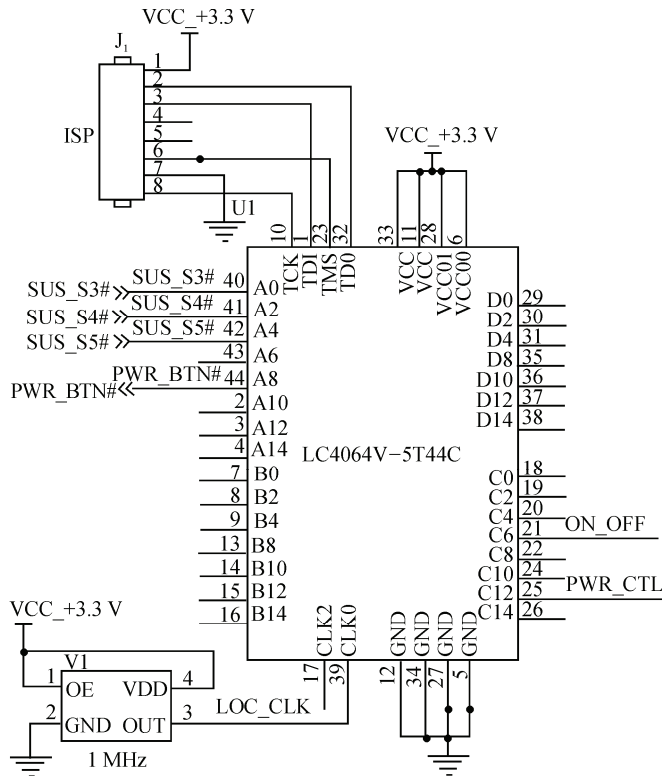 VCC_+3.3 V
J1
1
2
3
4
5
6
7
8
ISP
U1
VCC_+3.3 V
10
1
23
32
33
11
28
6
TCK
TDI
TMS
TD0
VCC
VCC
VCC01
VCC00
SUS_S3# SUS_S3# 40 A0
SUS_S4# SUS_S4# 41 A2
SUS_S5# SUS_S5# 42 A4
43 A6
PWR_BTN# PWR_BTN# 44 A8
2 A10
3 A12
4 A14
7 B0
8 B2
9 B4
13 B8
14 B10
15 B12
16 B14
LC4064V-5T44C
D0 29
D2 30
D4 31
D8 35
D10 36
D12 37
D14 38
C0 18
C2 19
C4 20
C6 21 ON_OFF
C8 22
C10 24
C12 25 PWR_CTL
C14 26
CLK2
CLK0
GND
GND
GND
GND
17
39
12
34
27
5
VCC_+3.3 V
V1
1 OE VDD 4
2 GND OUT 3
LOC_CLK
1 MHz